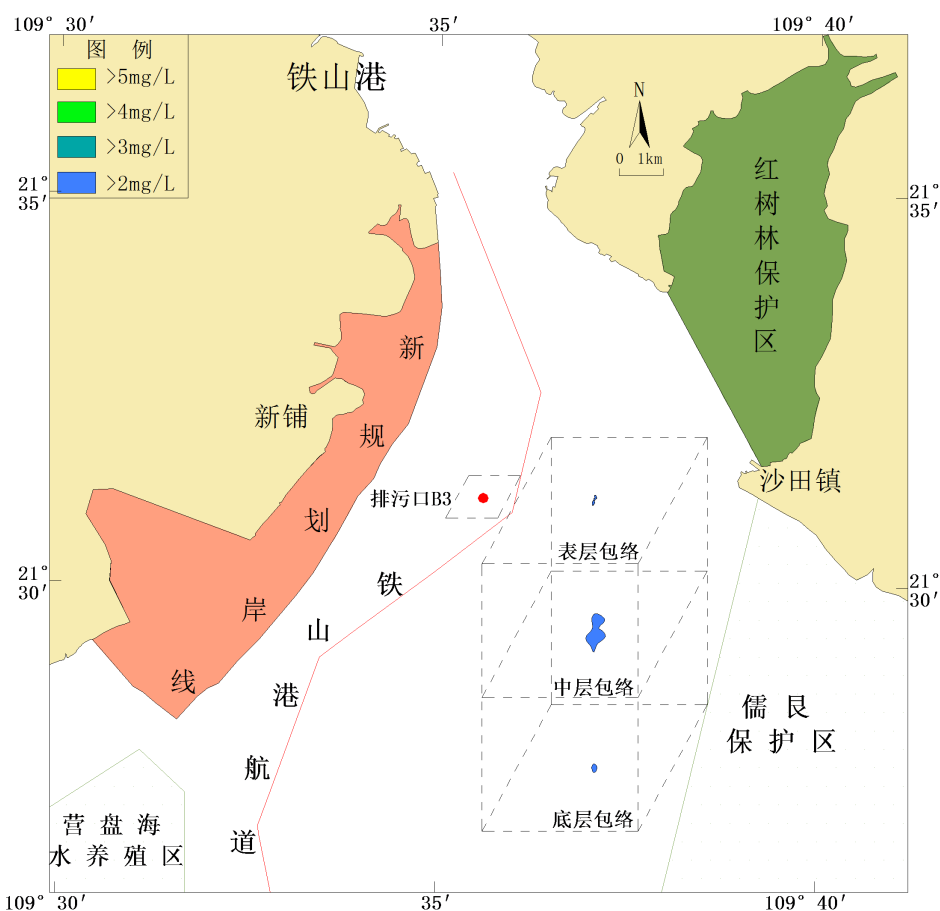 109° 30′
35′
109° 40′
图 例
>5mg/L
>4mg/L
>3mg/L
>2mg/L
铁山港
N
0 1km
21°
35′
21°
35′
红树林保护区
新规划岸线
新铺
沙田镇
排污口B3
表层包络
中层包络
底层包络
21°
30′
21°
30′
铁山港航道
儒艮
保护区
营盘海
水养殖区
109° 30′
35′
109° 40′